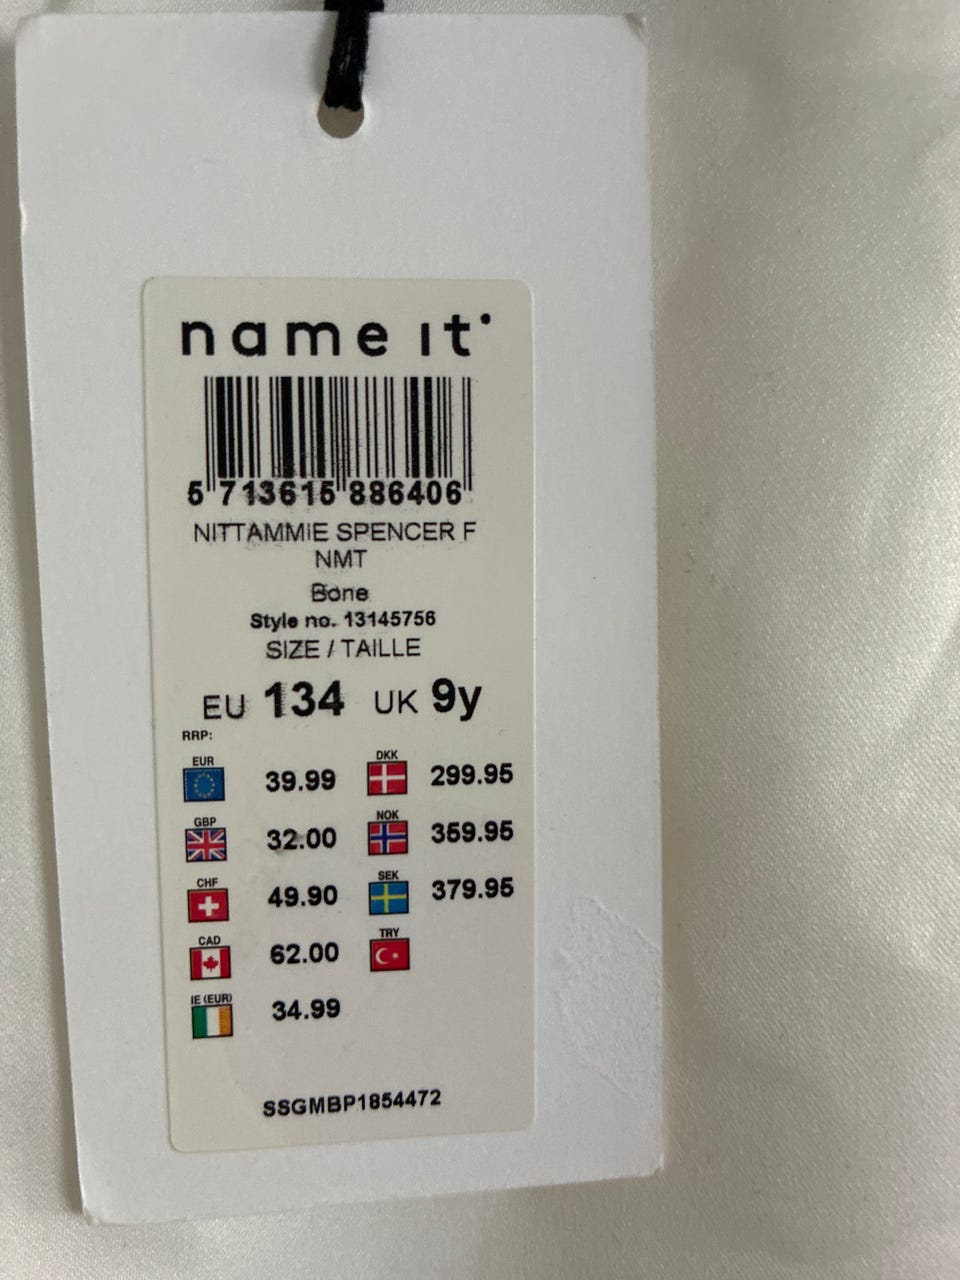 name it
5 713615 886406
NITTAMMIE SPENCER F
NMT
Bone
Style no. 13145756
SIZE / TAILLE
EU 134 UK 9y
RRP:
EUR 39.99 DKK 299.95
GBP 32.00 NOK 359.95
CHF 49.90 SEK 379.95
CAD 62.00 TRY
IE (EUR) 34.99
SSGMBP1854472